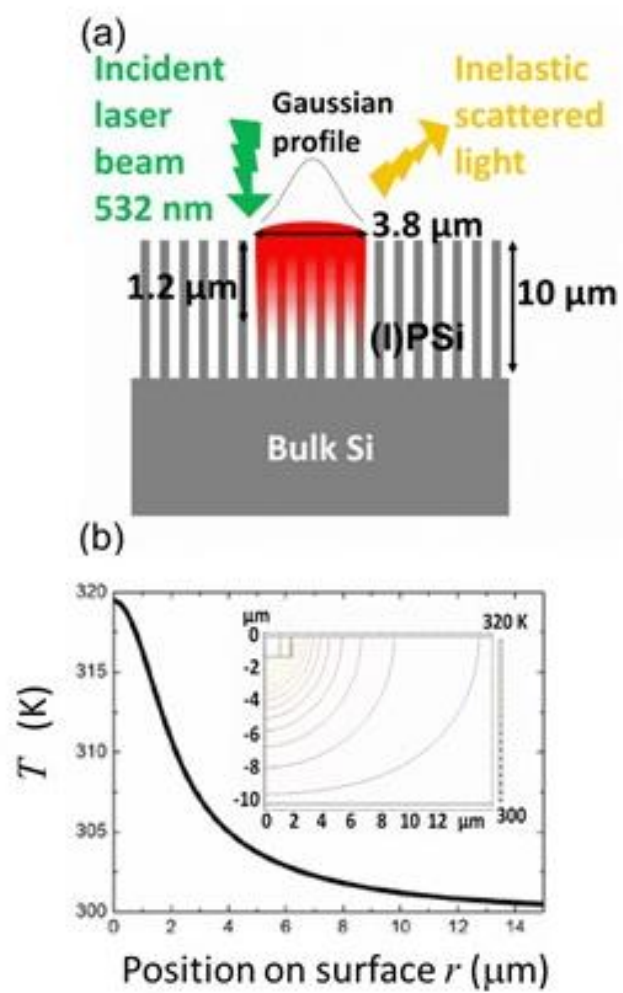 (a)
Incident
laser
beam
532 nm
Gaussian
profile
Inelastic
scattered
light
3.8 μm
1.2 μm
10 μm
(I)PSi
Bulk Si
(b)
320
315
310
305
300
T (K)
μm
0
-2
-4
-6
-8
-10
0 2 4 6 8 10 12 μm
320 K
300
0 2 4 6 8 10 12 14
Position on surface r (μm)